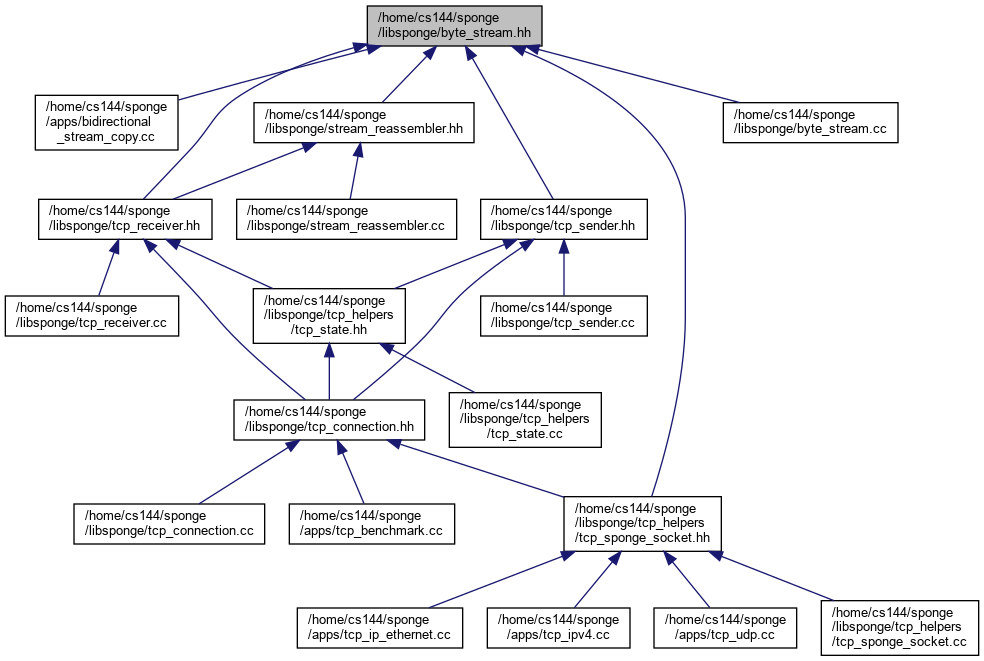 /home/cs144/sponge
/libsponge/byte_stream.hh
/home/cs144/sponge
/apps/bidirectional
_stream_copy.cc
/home/cs144/sponge
/libsponge/stream_reassembler.hh
/home/cs144/sponge
/libsponge/byte_stream.cc
/home/cs144/sponge
/libsponge/tcp_receiver.hh
/home/cs144/sponge
/libsponge/stream_reassembler.cc
/home/cs144/sponge
/libsponge/tcp_sender.hh
/home/cs144/sponge
/libsponge/tcp_receiver.cc
/home/cs144/sponge
/libsponge/tcp_helpers
/tcp_state.hh
/home/cs144/sponge
/libsponge/tcp_sender.cc
/home/cs144/sponge
/libsponge/tcp_connection.hh
/home/cs144/sponge
/libsponge/tcp_helpers
/tcp_state.cc
/home/cs144/sponge
/libsponge/tcp_connection.cc
/home/cs144/sponge
/apps/tcp_benchmark.cc
/home/cs144/sponge
/libsponge/tcp_helpers
/tcp_sponge_socket.hh
/home/cs144/sponge
/apps/tcp_ip_ethernet.cc
/home/cs144/sponge
/apps/tcp_ipv4.cc
/home/cs144/sponge
/apps/tcp_udp.cc
/home/cs144/sponge
/libsponge/tcp_helpers
/tcp_sponge_socket.cc